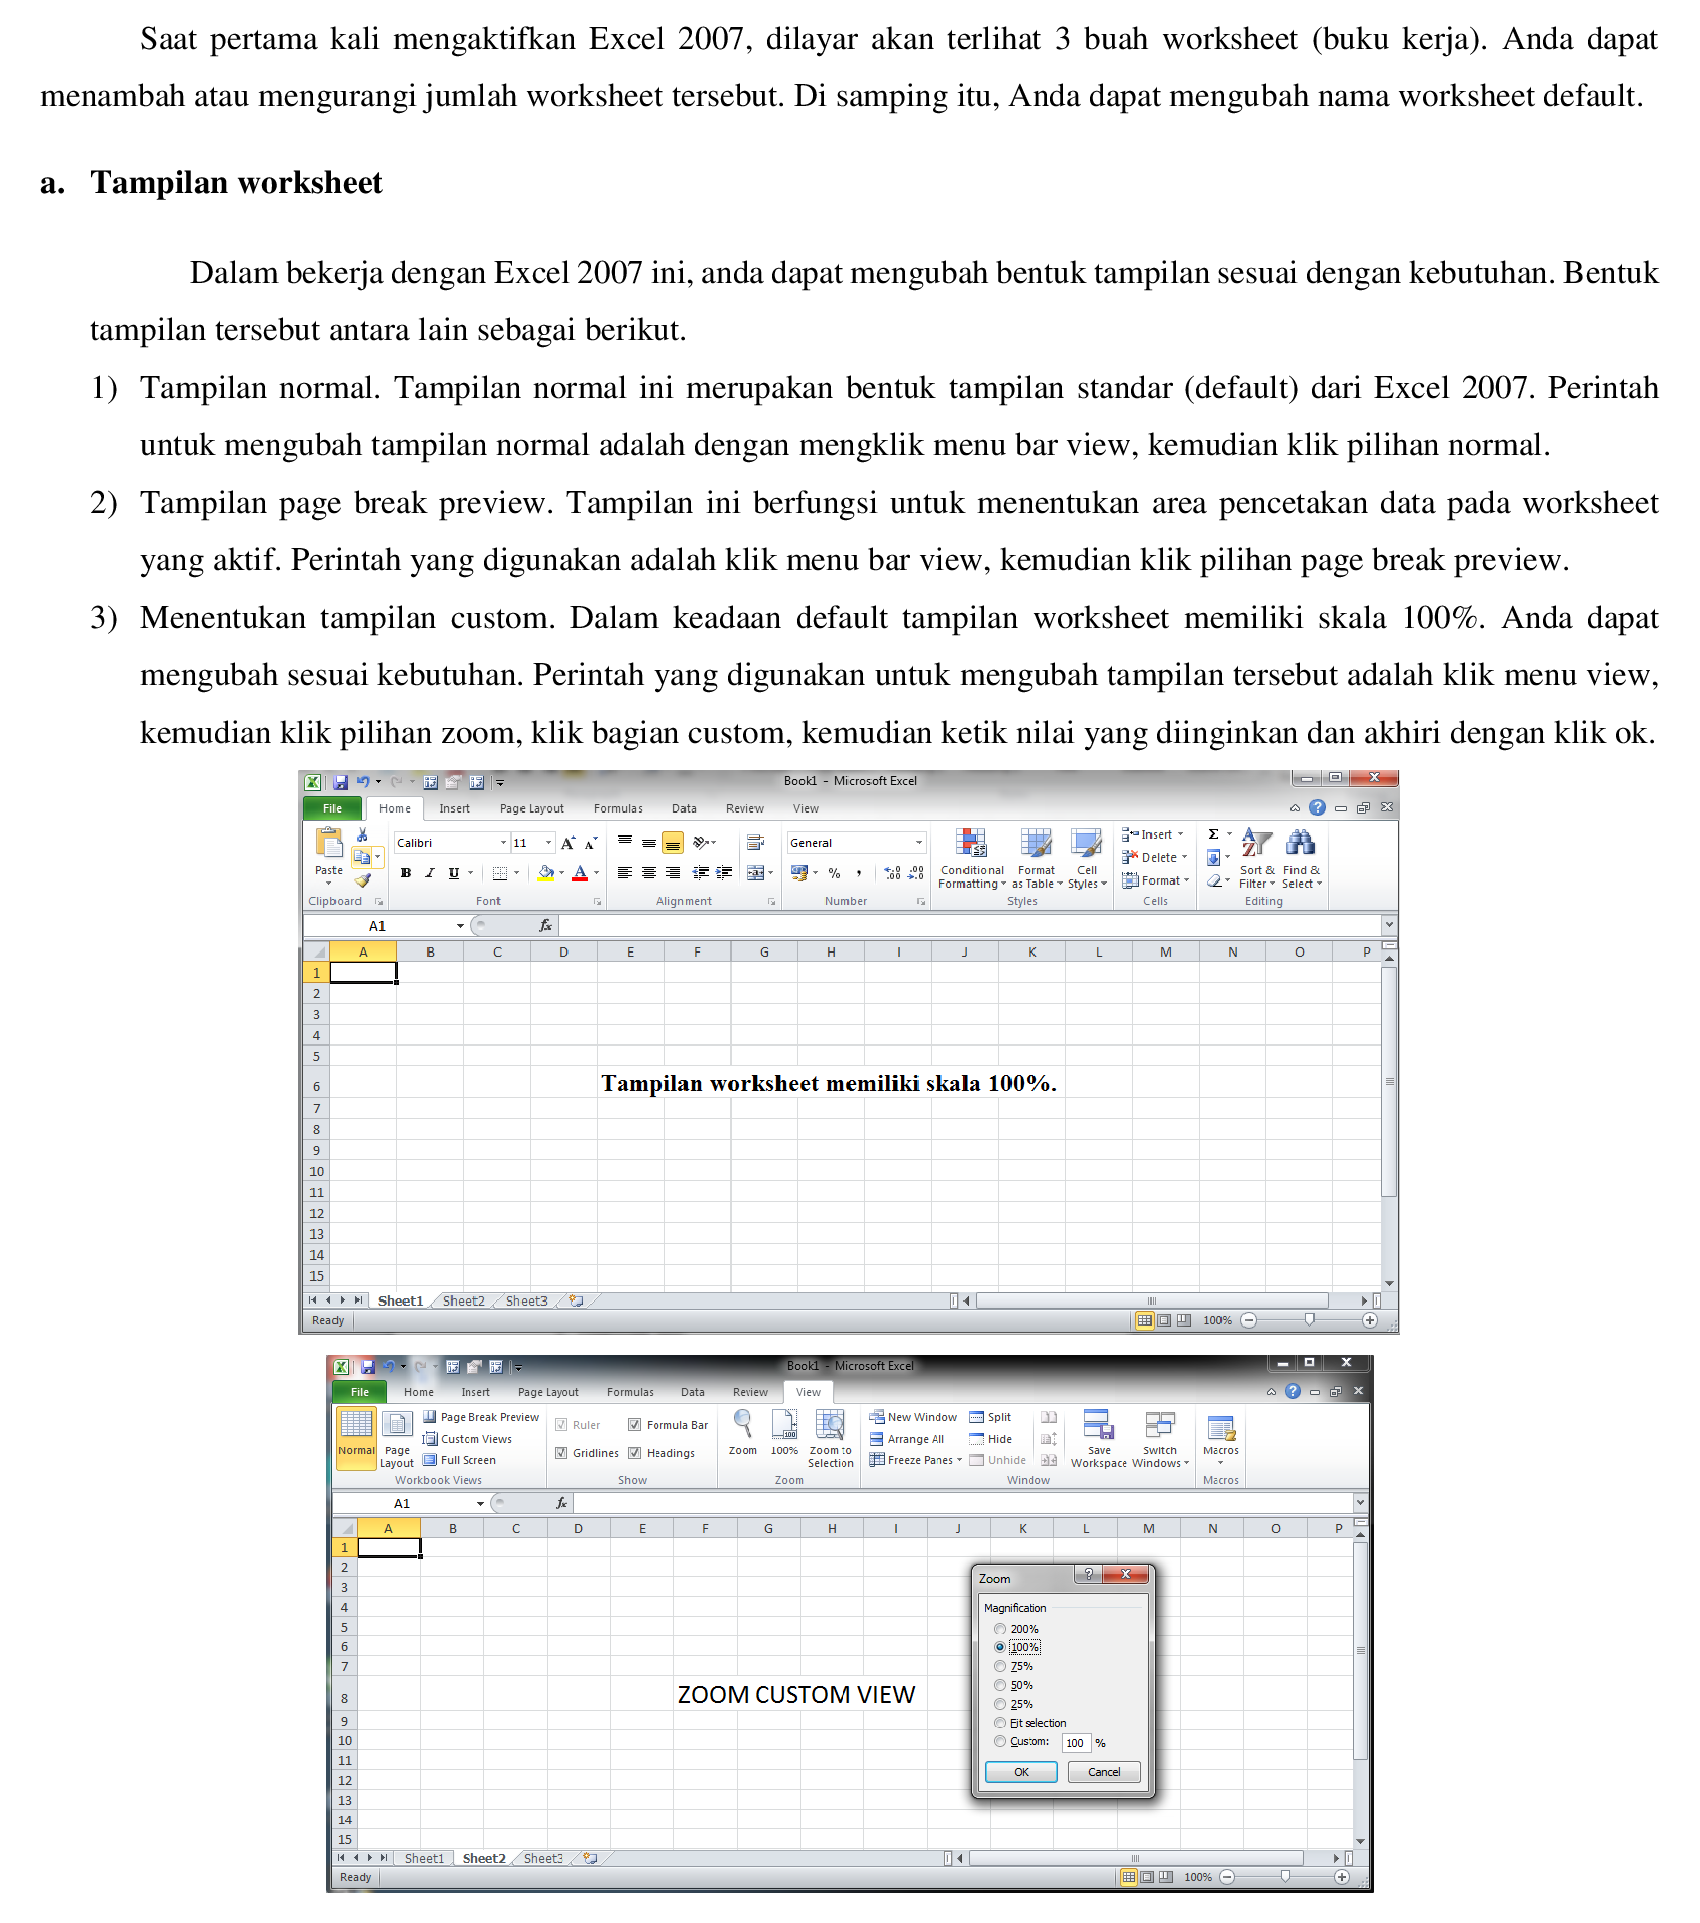 Saat pertama kali mengaktifkan Excel 2007, dilayar akan terlihat 3 buah worksheet (buku kerja). Anda dapat
menambah atau mengurangi jumlah worksheet tersebut. Di samping itu, Anda dapat mengubah nama worksheet default.
a. Tampilan worksheet
Dalam bekerja dengan Excel 2007 ini, anda dapat mengubah bentuk tampilan sesuai dengan kebutuhan. Bentuk
tampilan tersebut antara lain sebagai berikut.
1) Tampilan normal. Tampilan normal ini merupakan bentuk tampilan standar (default) dari Excel 2007. Perintah
untuk mengubah tampilan normal adalah dengan mengklik menu bar view, kemudian klik pilihan normal.
2) Tampilan page break preview. Tampilan ini berfungsi untuk menentukan area pencetakan data pada worksheet
yang aktif. Perintah yang digunakan adalah klik menu bar view, kemudian klik pilihan page break preview.
3) Menentukan tampilan custom. Dalam keadaan default tampilan worksheet memiliki skala 100%. Anda dapat
mengubah sesuai kebutuhan. Perintah yang digunakan untuk mengubah tampilan tersebut adalah klik menu view,
kemudian klik pilihan zoom, klik bagian custom, kemudian ketik nilai yang diinginkan dan akhiri dengan klik ok.
Book1 - Microsoft Excel
File Home Insert Page Layout Formulas Data Review View
Calibri 11 A A General Insert Σ
B I U A % , .00 .00 Delete
Paste Conditional Format Cell Sort & Find &
Formatting as Table Styles Format Filter Select
Clipboard Font Alignment Number Styles Cells Editing
A1 fx
A B C D E F G H I J K L M N O P
1
2
3
4
5
6 Tampilan worksheet memiliki skala 100%.
7
8
9
10
11
12
13
14
15
Sheet1 Sheet2 Sheet3
Ready 100%
Book1 - Microsoft Excel
File Home Insert Page Layout Formulas Data Review View
Page Break Preview Ruler Formula Bar New Window Split
Custom Views Arrange All Hide
Normal Page Gridlines Headings Zoom 100% Zoom to Save Switch Macros
Layout Full Screen Selection Freeze Panes Unhide Workspace Windows
Workbook Views Show Zoom Window Macros
A1 fx
A B C D E F G H I J K L M N O P
1
2
3 Zoom
4 Magnification
5 200%
6 100%
7 75%
50%
8 ZOOM CUSTOM VIEW 25%
9 Fit selection
10 Custom: 100 %
11
12 OK Cancel
13
14
15
Sheet1 Sheet2 Sheet3
Ready 100%